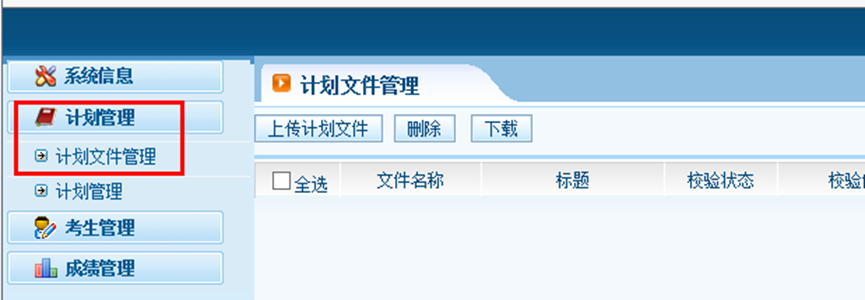 系统信息
计划管理
计划文件管理
计划管理
考生管理
成绩管理
计划文件管理
上传计划文件 删除 下载
全选 文件名称 标题 校验状态 校验